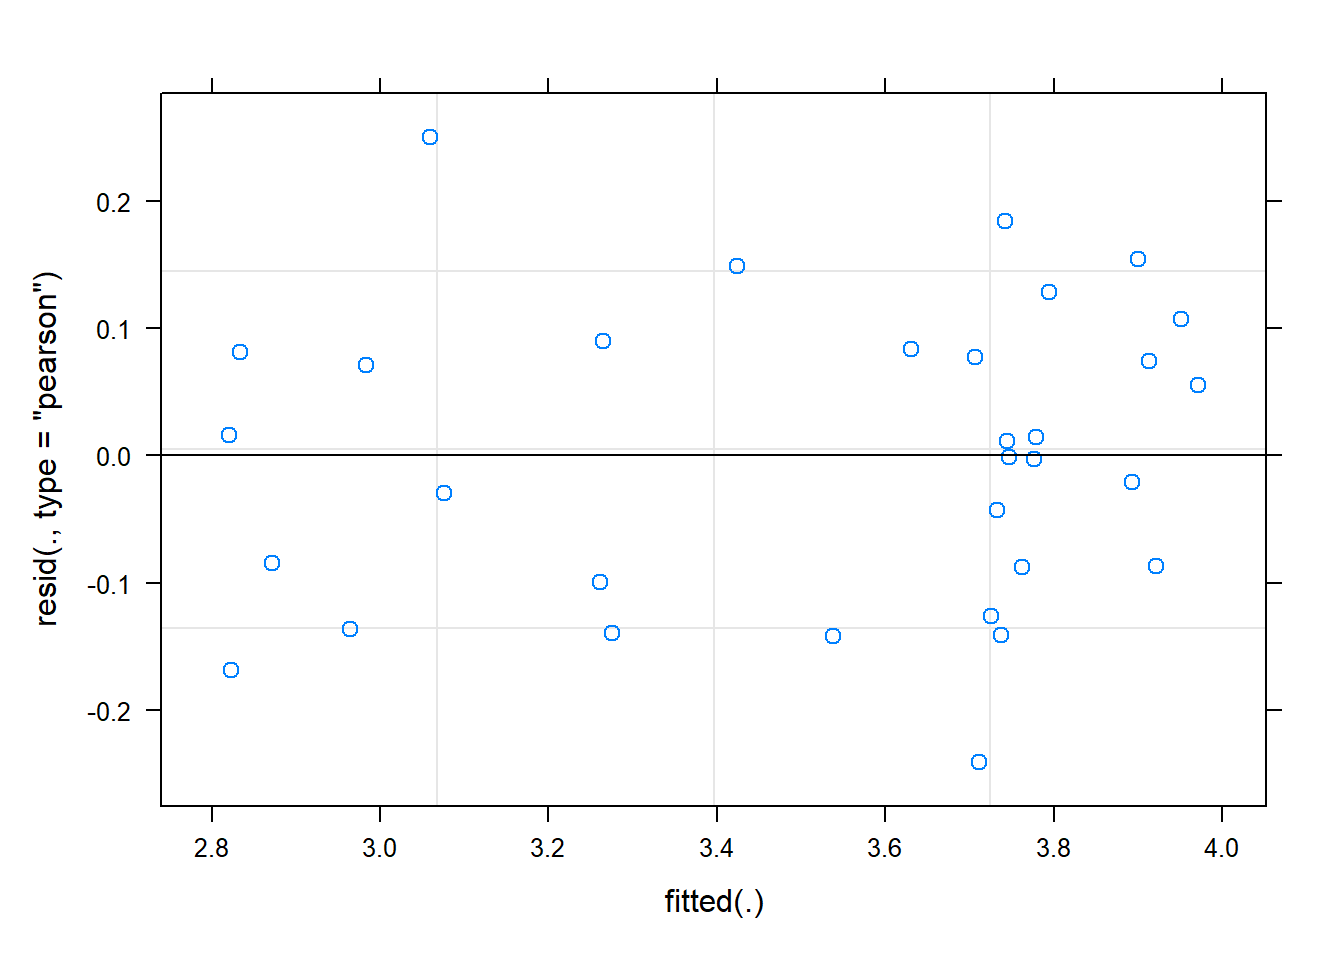 0.2
0.1
0.0
-0.1
-0.2
resid(., type = "pearson")
2.8 3.0 3.2 3.4 3.6 3.8 4.0
fitted(.)